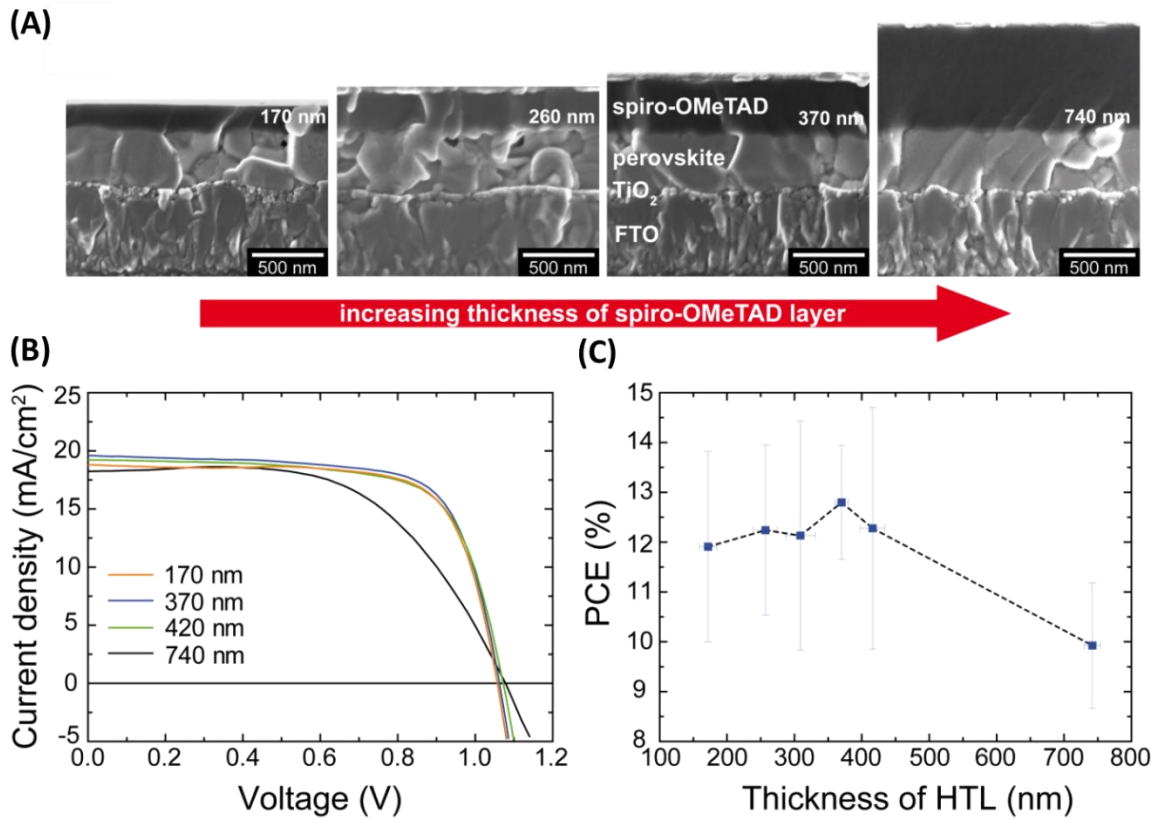 (A)
170 nm
260 nm
spiro-OMeTAD
370 nm
740 nm
perovskite
TiO₂
FTO
500 nm
500 nm
500 nm
500 nm
increasing thickness of spiro-OMeTAD layer
(B)
Current density (mA/cm²)
25
20
15
10
5
0
-5
170 nm
370 nm
420 nm
740 nm
0.0 0.2 0.4 0.6 0.8 1.0 1.2
Voltage (V)
(C)
PCE (%)
15
14
13
12
11
10
9
8
100 200 300 400 500 600 700 800
Thickness of HTL (nm)